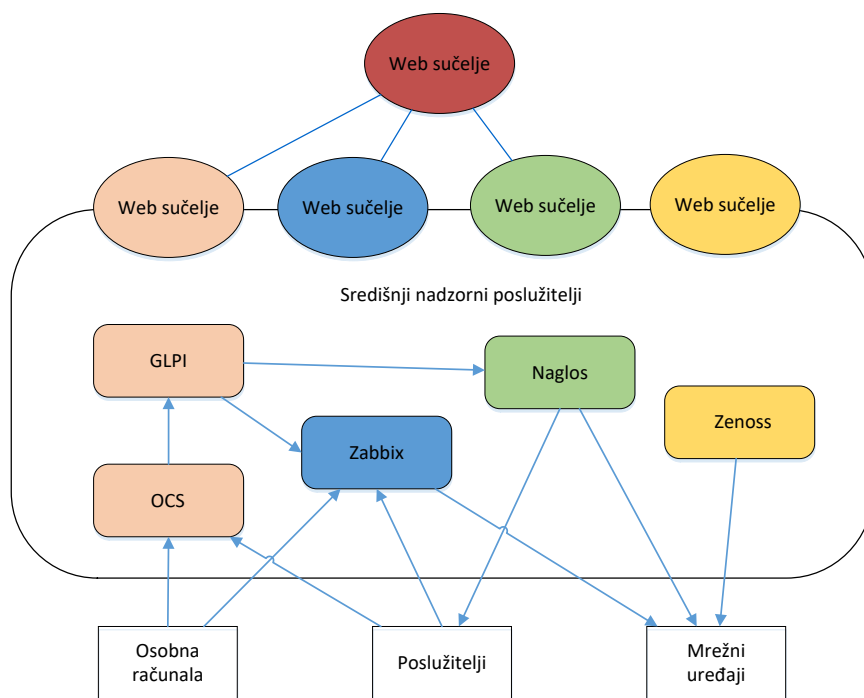 Web sučelje
Web sučelje
Web sučelje
Web sučelje
Web sučelje
Središnji nadzorni poslužitelji
GLPI
Naglos
Zenoss
Zabbix
OCS
Osobna
računala
Poslužitelji
Mrežni
uređaji